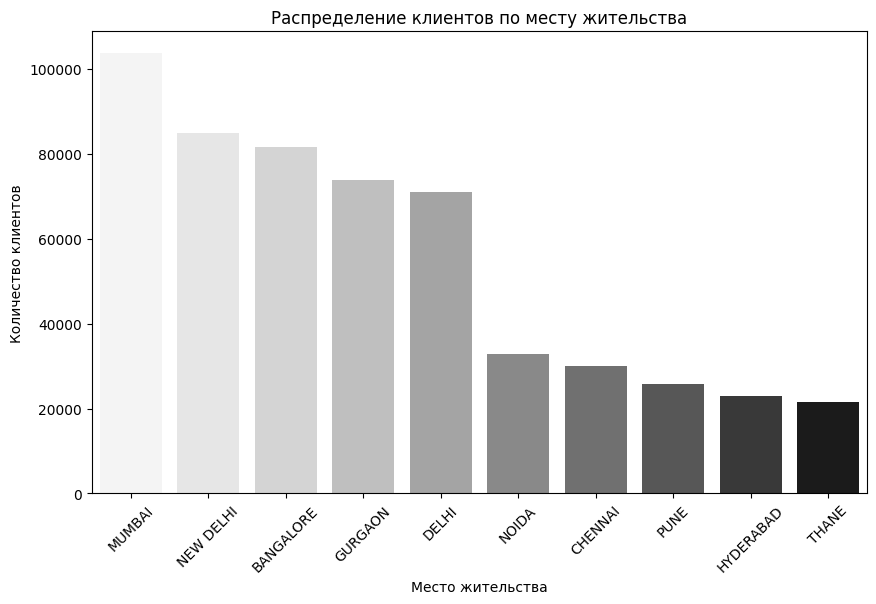 Распределение клиентов по месту жительства
Количество клиентов
100000
80000
60000
40000
20000
0
MUMBAI
NEW DELHI
BANGALORE
GURGAON
DELHI
NOIDA
CHENNAI
PUNE
HYDERABAD
THANE
Место жительства